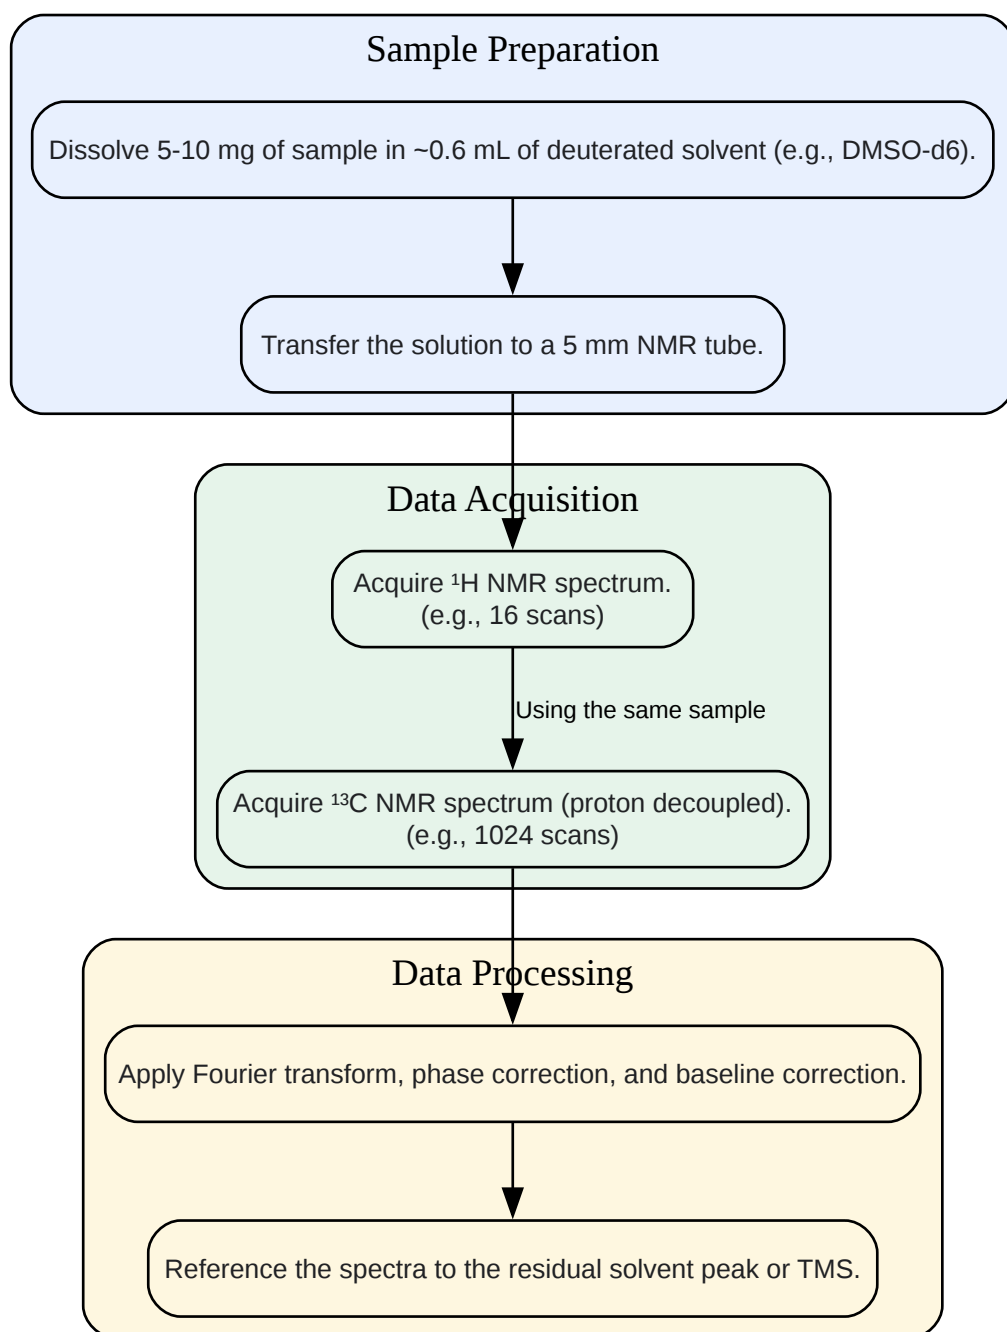 Sample Preparation
Dissolve 5-10 mg of sample in ~0.6 mL of deuterated solvent (e.g., DMSO-d6).
Transfer the solution to a 5 mm NMR tube.
Data Acquisition
Acquire ¹H NMR spectrum.
(e.g., 16 scans)
Using the same sample
Acquire ¹³C NMR spectrum (proton decoupled).
(e.g., 1024 scans)
Data Processing
Apply Fourier transform, phase correction, and baseline correction.
Reference the spectra to the residual solvent peak or TMS.